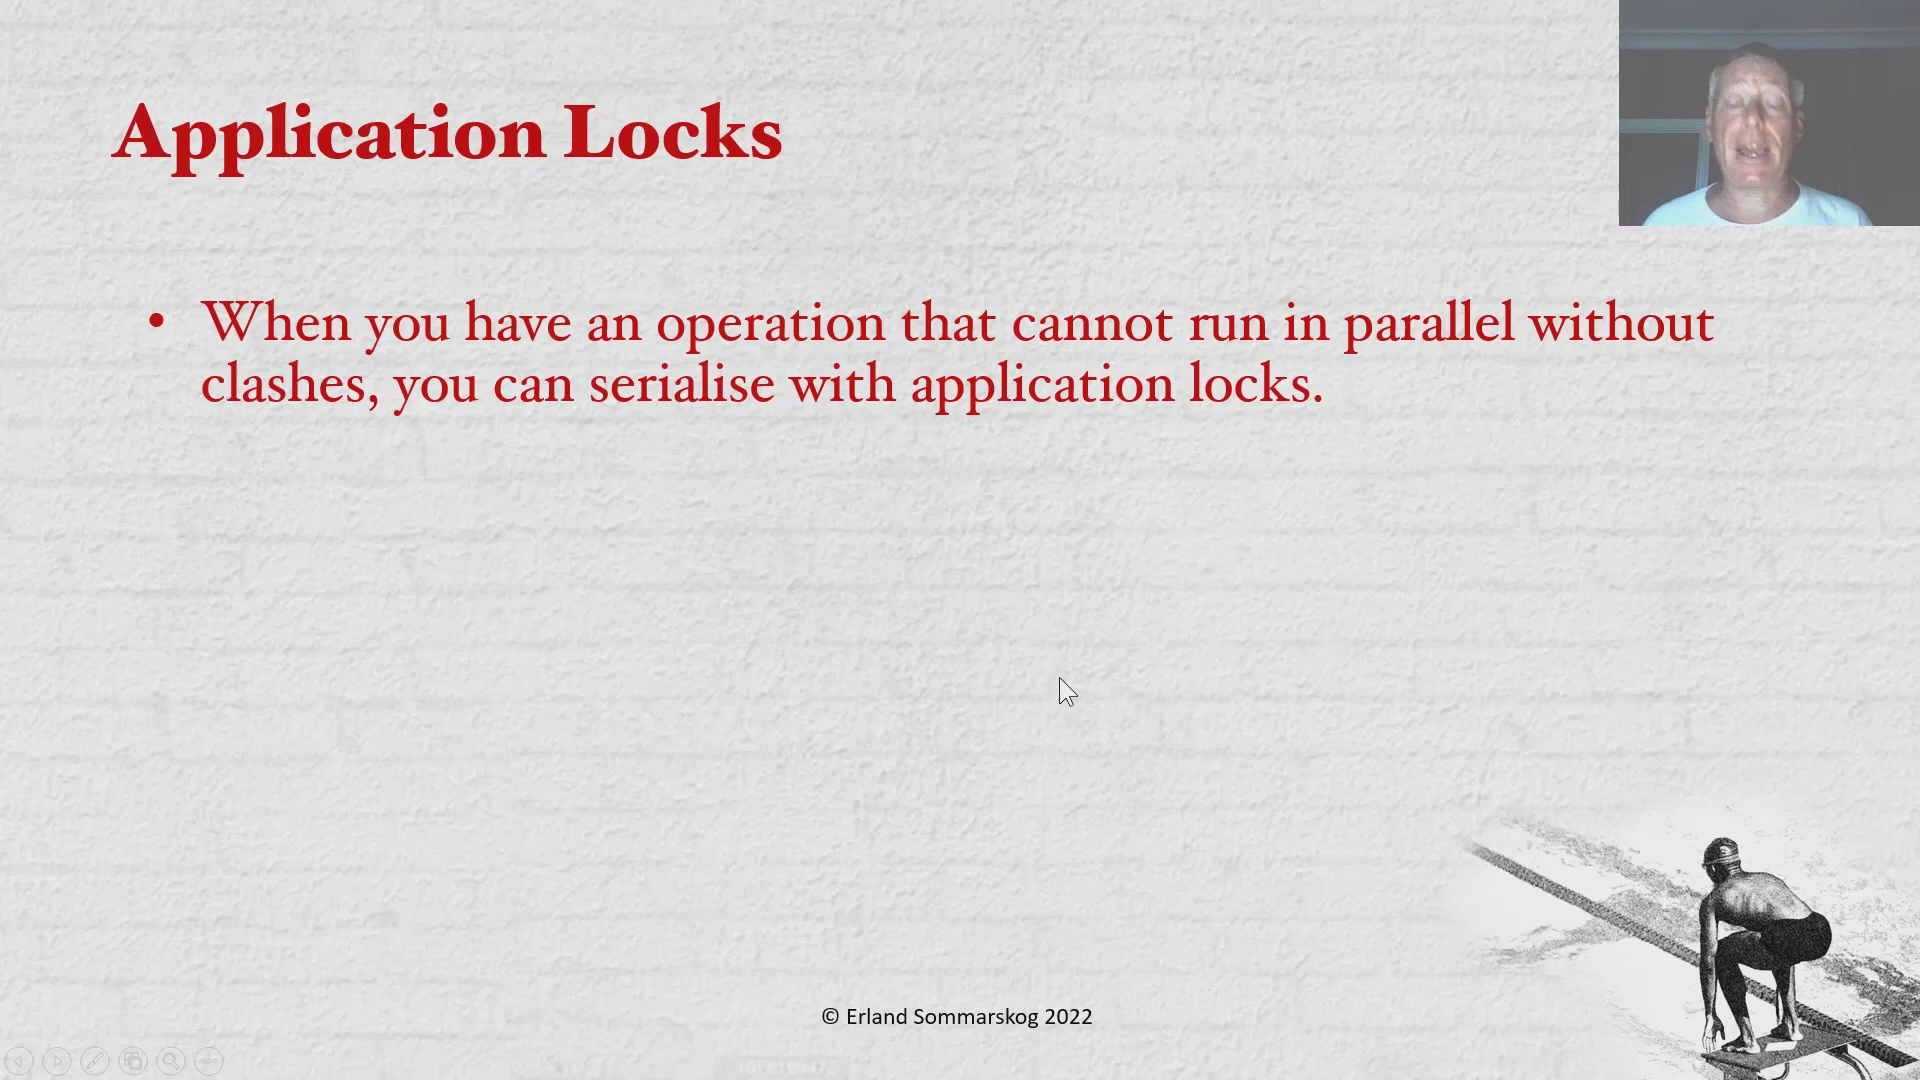 Application Locks
• When you have an operation that cannot run in parallel without
clashes, you can serialise with application locks.
© Erland Sommarskog 2022